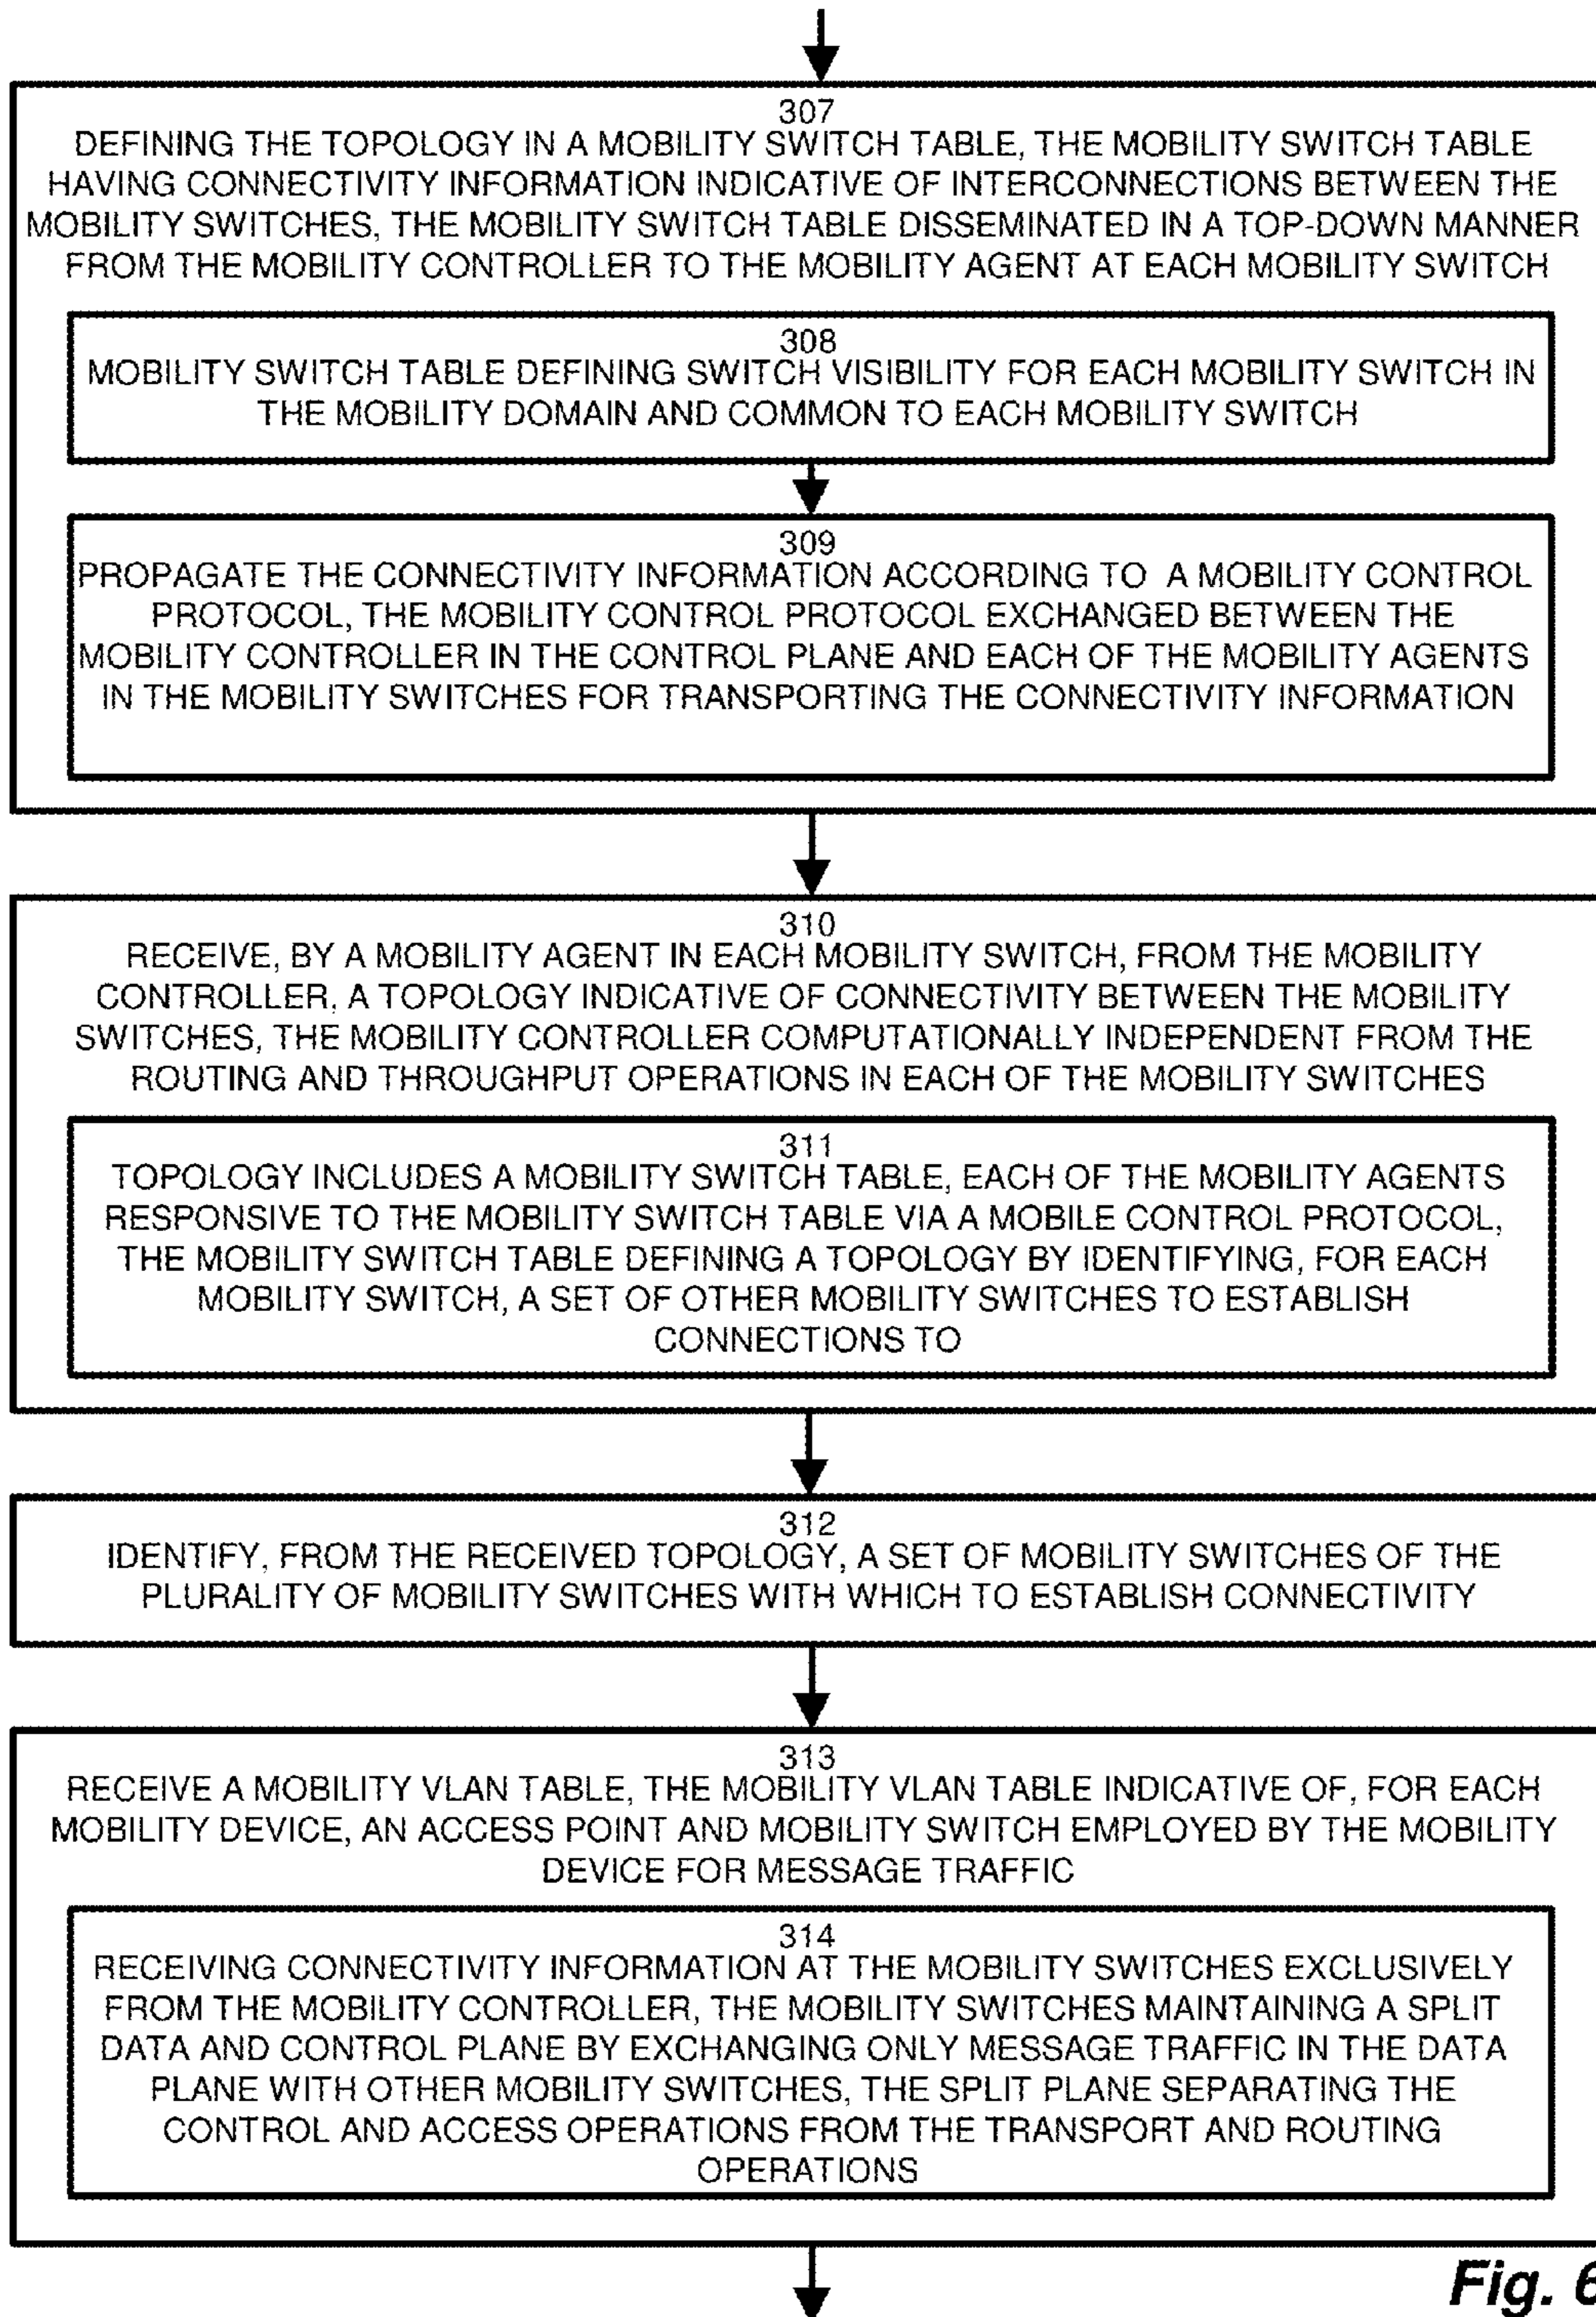 307
DEFINING THE TOPOLOGY IN A MOBILITY SWITCH TABLE, THE MOBILITY SWITCH TABLE
HAVING CONNECTIVITY INFORMATION INDICATIVE OF INTERCONNECTIONS BETWEEN THE
MOBILITY SWITCHES, THE MOBILITY SWITCH TABLE DISSEMINATED IN A TOP-DOWN MANNER
FROM THE MOBILITY CONTROLLER TO THE MOBILITY AGENT AT EACH MOBILITY SWITCH
308
MOBILITY SWITCH TABLE DEFINING SWITCH VISIBILITY FOR EACH MOBILITY SWITCH IN
THE MOBILITY DOMAIN AND COMMON TO EACH MOBILITY SWITCH
309
PROPAGATE THE CONNECTIVITY INFORMATION ACCORDING TO A MOBILITY CONTROL
PROTOCOL, THE MOBILITY CONTROL PROTOCOL EXCHANGED BETWEEN THE
MOBILITY CONTROLLER IN THE CONTROL PLANE AND EACH OF THE MOBILITY AGENTS
IN THE MOBILITY SWITCHES FOR TRANSPORTING THE CONNECTIVITY INFORMATION
310
RECEIVE, BY A MOBILITY AGENT IN EACH MOBILITY SWITCH, FROM THE MOBILITY
CONTROLLER, A TOPOLOGY INDICATIVE OF CONNECTIVITY BETWEEN THE MOBILITY
SWITCHES, THE MOBILITY CONTROLLER COMPUTATIONALLY INDEPENDENT FROM THE
ROUTING AND THROUGHPUT OPERATIONS IN EACH OF THE MOBILITY SWITCHES
311
TOPOLOGY INCLUDES A MOBILITY SWITCH TABLE, EACH OF THE MOBILITY AGENTS
RESPONSIVE TO THE MOBILITY SWITCH TABLE VIA A MOBILE CONTROL PROTOCOL,
THE MOBILITY SWITCH TABLE DEFINING A TOPOLOGY BY IDENTIFYING, FOR EACH
MOBILITY SWITCH, A SET OF OTHER MOBILITY SWITCHES TO ESTABLISH
CONNECTIONS TO
312
IDENTIFY, FROM THE RECEIVED TOPOLOGY, A SET OF MOBILITY SWITCHES OF THE
PLURALITY OF MOBILITY SWITCHES WITH WHICH TO ESTABLISH CONNECTIVITY
313
RECEIVE A MOBILITY VLAN TABLE, THE MOBILITY VLAN TABLE INDICATIVE OF, FOR EACH
MOBILITY DEVICE, AN ACCESS POINT AND MOBILITY SWITCH EMPLOYED BY THE MOBILITY
DEVICE FOR MESSAGE TRAFFIC
314
RECEIVING CONNECTIVITY INFORMATION AT THE MOBILITY SWITCHES EXCLUSIVELY
FROM THE MOBILITY CONTROLLER, THE MOBILITY SWITCHES MAINTAINING A SPLIT
DATA AND CONTROL PLANE BY EXCHANGING ONLY MESSAGE TRAFFIC IN THE DATA
PLANE WITH OTHER MOBILITY SWITCHES, THE SPLIT PLANE SEPARATING THE
CONTROL AND ACCESS OPERATIONS FROM THE TRANSPORT AND ROUTING
OPERATIONS
Fig. 6